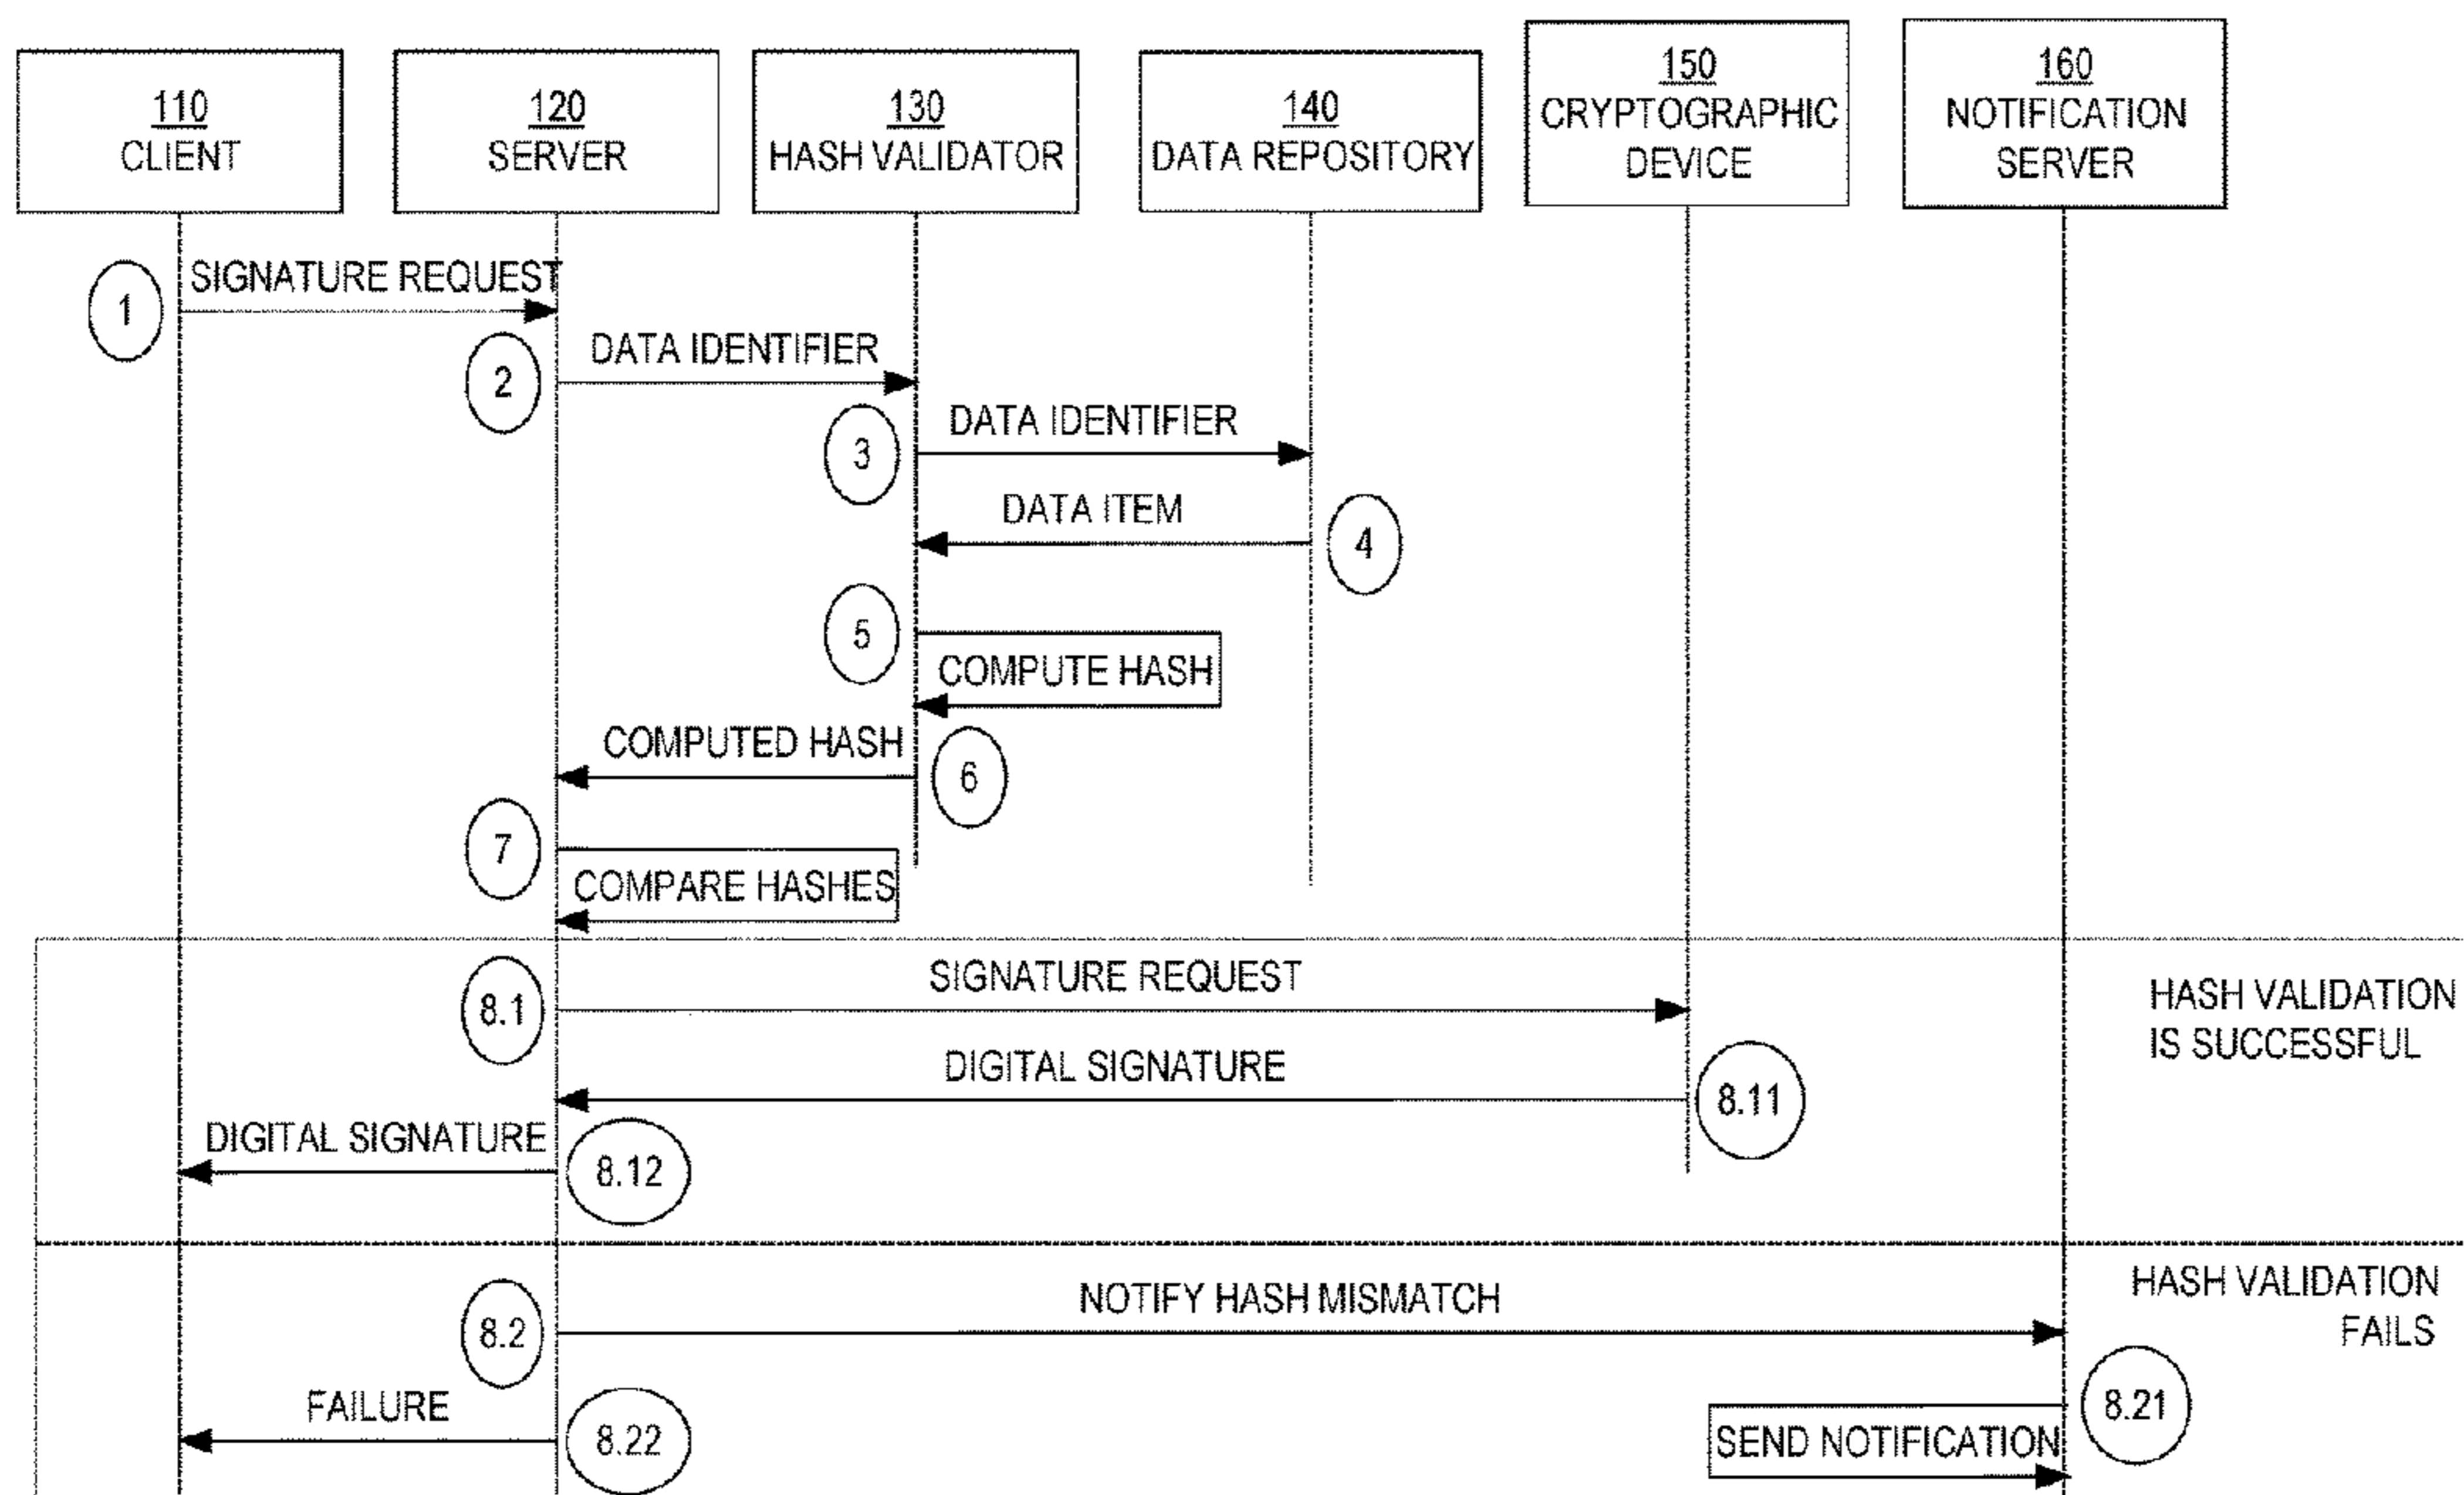 110
CLIENT
120
SERVER
130
HASH VALIDATOR
140
DATA REPOSITORY
150
CRYPTOGRAPHIC
DEVICE
160
NOTIFICATION
SERVER
SIGNATURE REQUEST
1
DATA IDENTIFIER
2
DATA IDENTIFIER
3
DATA ITEM
4
5
COMPUTE HASH
COMPUTED HASH
6
7
COMPARE HASHES
SIGNATURE REQUEST
8.1
HASH VALIDATION
IS SUCCESSFUL
DIGITAL SIGNATURE
8.11
DIGITAL SIGNATURE
8.12
HASH VALIDATION
FAILS
NOTIFY HASH MISMATCH
8.2
8.21
SEND NOTIFICATION
FAILURE
8.22